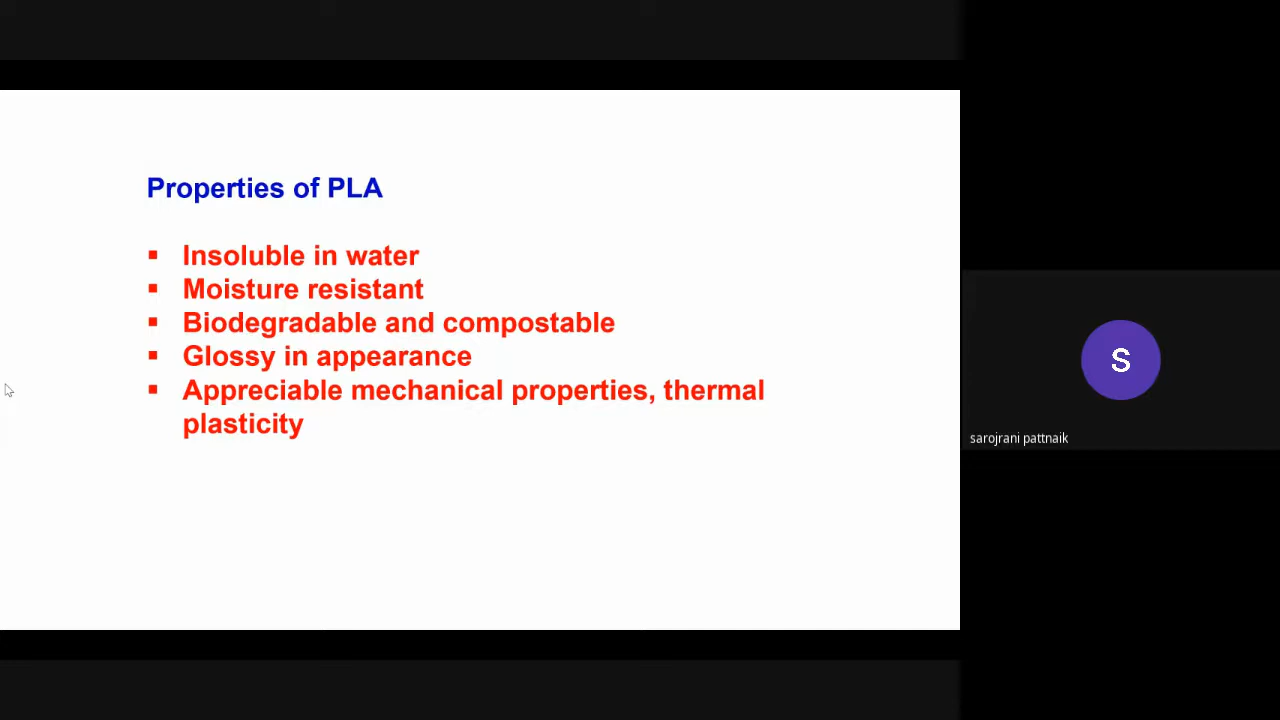 Properties of PLA
▪ Insoluble in water
▪ Moisture resistant
▪ Biodegradable and compostable
▪ Glossy in appearance
▪ Appreciable mechanical properties, thermal
plasticity
S
sarojrani pattnaik